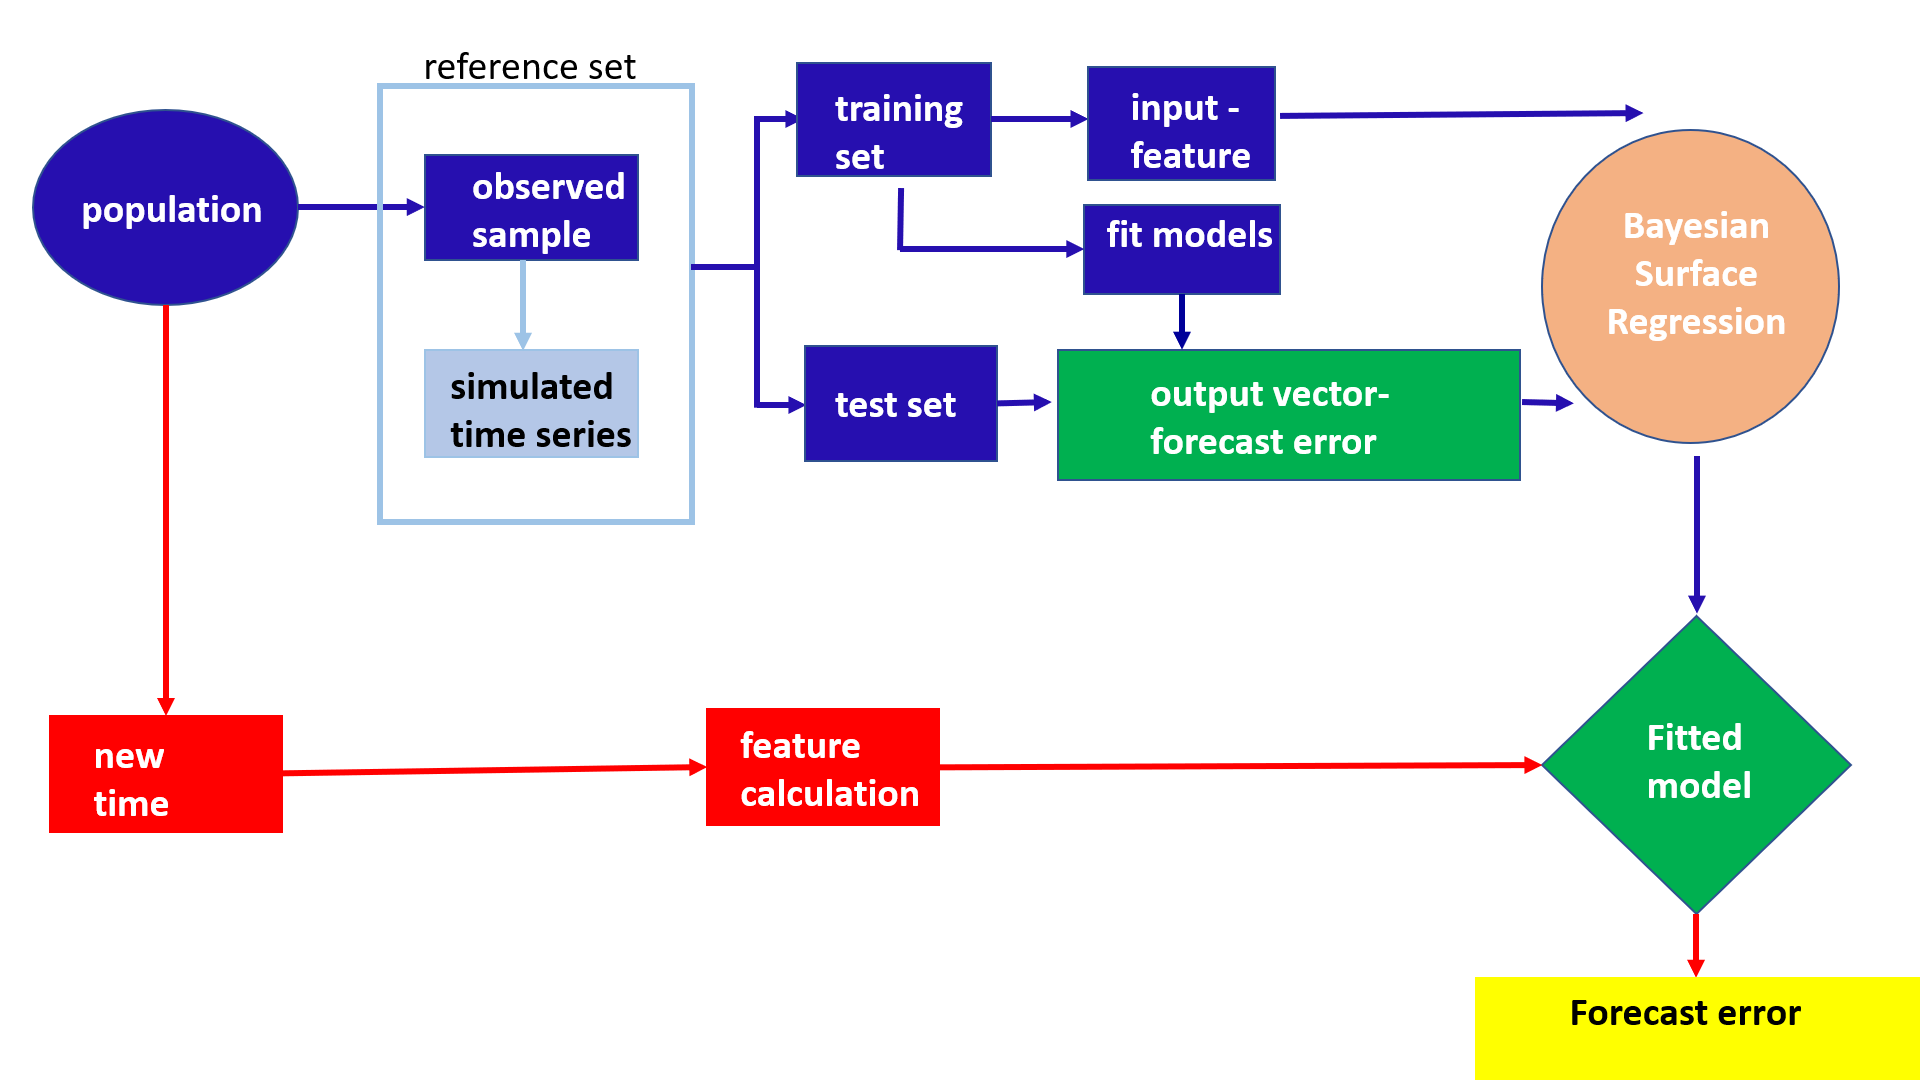 reference set
population
observed
sample
simulated
time series
training
set
input -
feature
fit models
test set
output vector-
forecast error
Bayesian
Surface
Regression
new
time
feature
calculation
Fitted
model
Forecast error